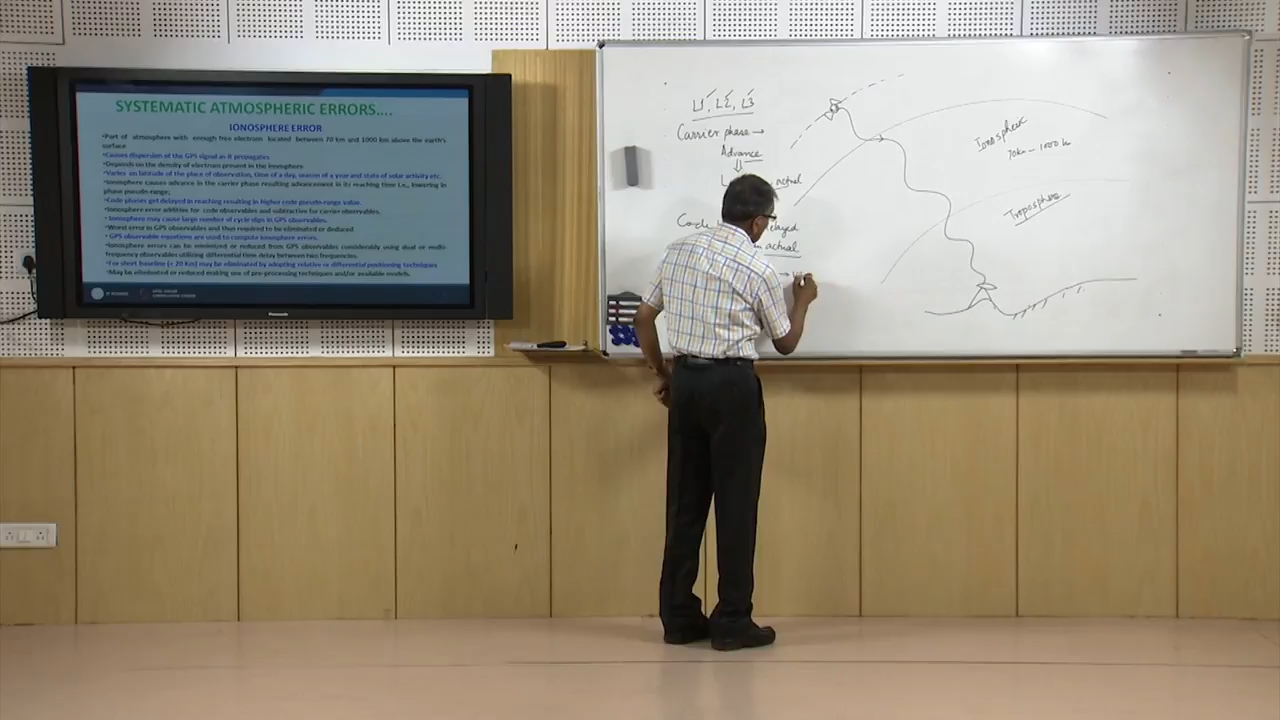 SYSTEMATIC ATMOSPHERIC ERRORS....
IONOSPHERE ERROR
•Part of atmosphere with enough free electron located between 70 km and 1000 km above the earth's
surface
•Causes dispersion of the GPS signal as it propagates
•Depends on the density of electron present in the ionosphere
•Varies on latitude of the place of observation, time of a day, season of a year and state of solar activity etc.
•Ionosphere causes advance in the carrier phase resulting advancement in its reaching time i.e., lowering in
phase pseudo-range;
•Code phases get delayed in reaching resulting in higher code pseudo-range value.
•Ionosphere error additive for code observables and subtractive for carrier observables.
•Ionosphere may cause large number of cycle slips in GPS observables.
•Worst error in GPS observables and thus required to be eliminated or deduced
•GPS observable equations are used to compute ionosphere errors.
•Ionosphere errors can be minimized or reduced from GPS observables considerably using dual or multi-
frequency observables utilizing differential time delay between two frequencies.
•For short baseline (< 20 Km) may be eliminated by adopting relative or differential positioning techniques
•May be eliminated or reduced making use of pre-processing techniques and/or available models.
Panasonic
L1, L2, L3
Carrier phase →
Advance
⇓
actual
Code
actual
Ionosphere
70km - 1000 k
Troposphere